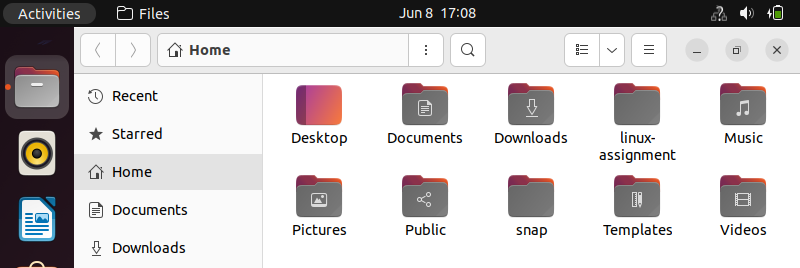 Activities Files Jun 8 17:08
Home
Recent
Starred
Home
Documents
Downloads
Desktop Documents Downloads linux-
assignment Music
Pictures Public snap Templates Videos